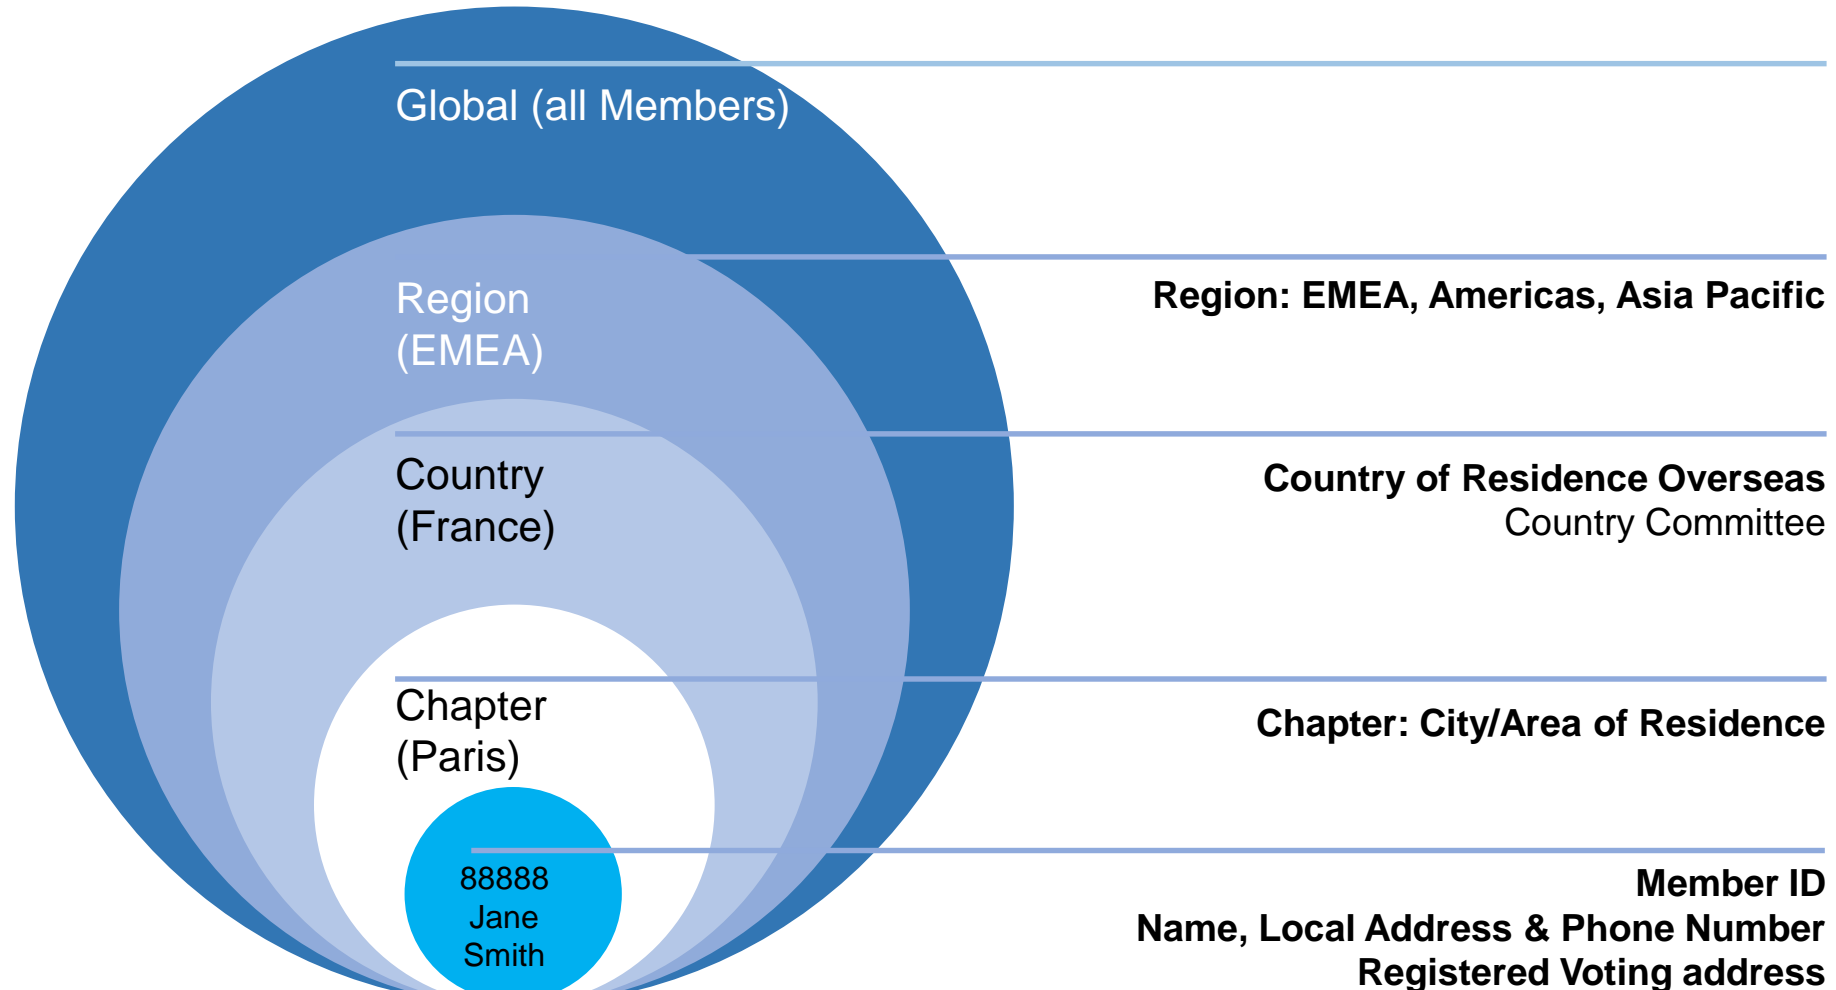 Global (all Members)
Region
(EMEA)
Region: EMEA, Americas, Asia Pacific
Country
(France)
Country of Residence Overseas
Country Committee
Chapter
(Paris)
Chapter: City/Area of Residence
88888
Jane
Smith
Member ID
Name, Local Address & Phone Number
Registered Voting address